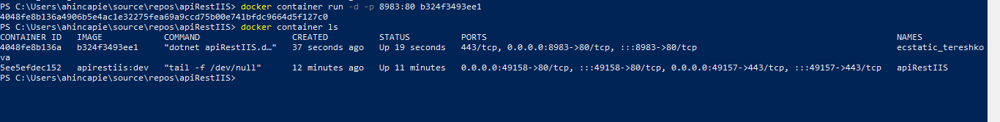 PS C:\Users\ahincapie\source\repos\apiRestIIS> docker container run -d -p 8983:80 b324f3493ee1
4048fe8b136a4906b5e4ac1e32275fea69a9ccd75b00e741bfdc9664d5f127c0
PS C:\Users\ahincapie\source\repos\apiRestIIS> docker container ls
CONTAINER ID   IMAGE            COMMAND                  CREATED          STATUS          PORTS                                                                              NAMES
4048fe8b136a   b324f3493ee1     "dotnet apiRestIIS.d…"   37 seconds ago   Up 19 seconds   443/tcp, 0.0.0.0:8983->80/tcp, :::8983->80/tcp                                     ecstatic_tereshko
va
5ee5efdec152   apirestiis:dev   "tail -f /dev/null"      12 minutes ago   Up 11 minutes   0.0.0.0:49158->80/tcp, :::49158->80/tcp, 0.0.0.0:49157->443/tcp, :::49157->443/tcp   apiRestIIS
PS C:\Users\ahincapie\source\repos\apiRestIIS>